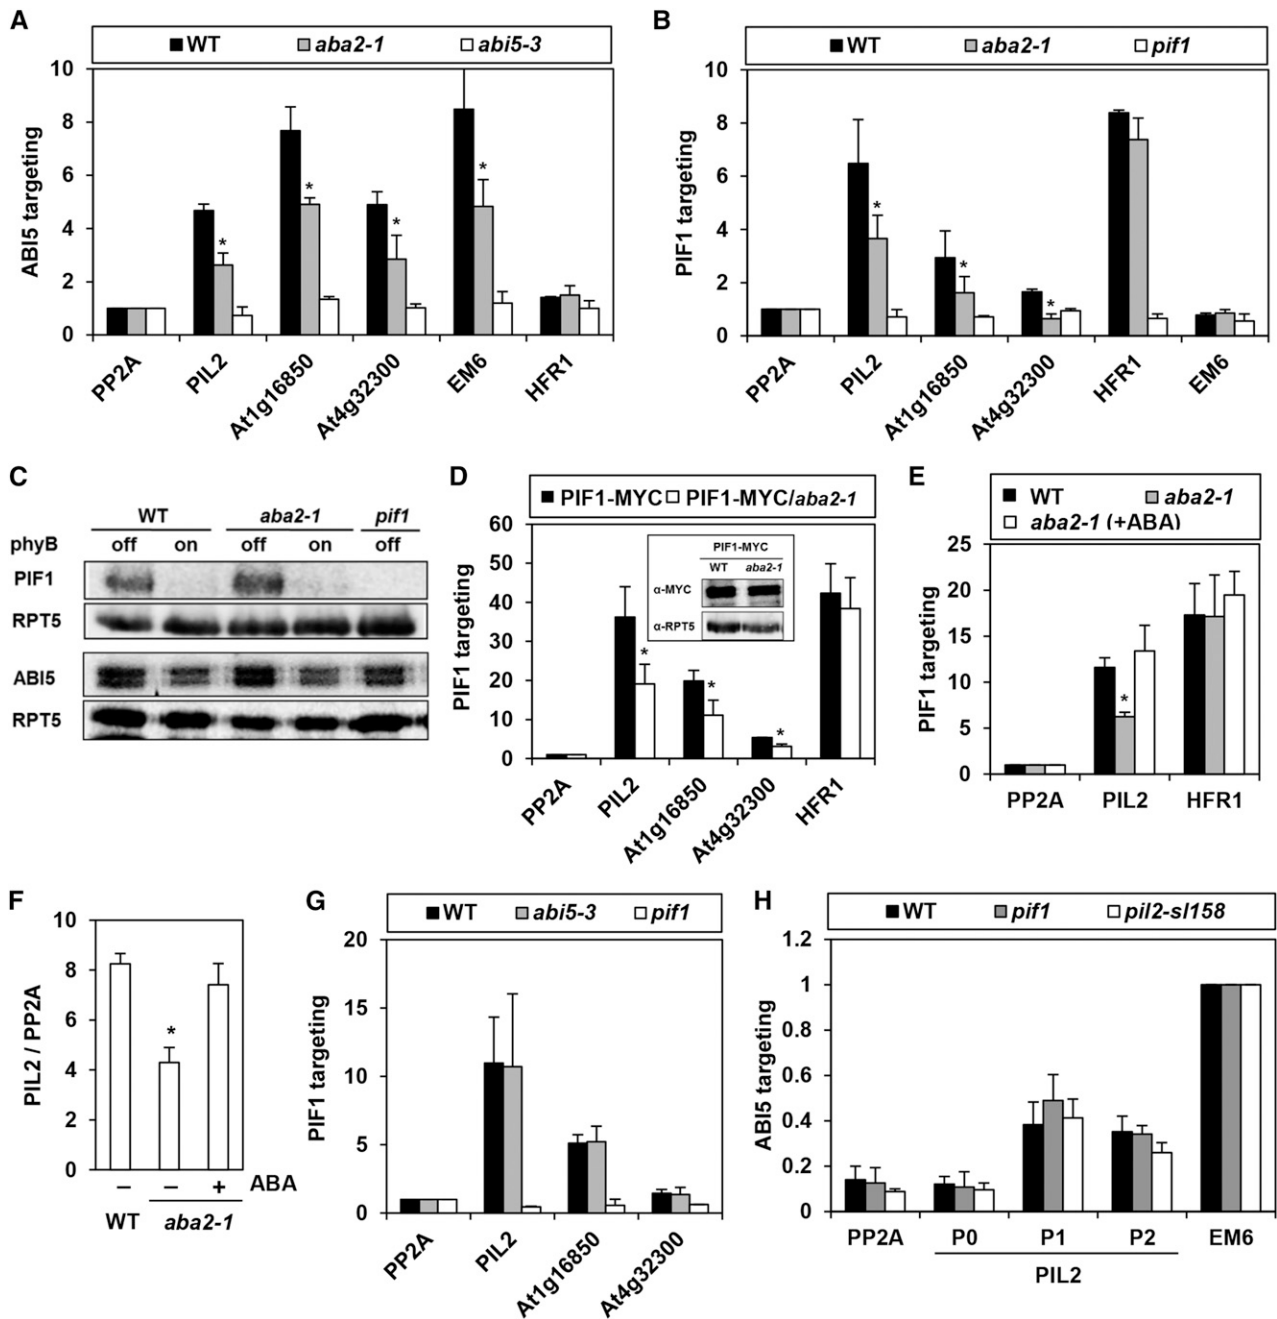 A
WT aba2-1 abi5-3
ABI5 targeting
10
8
6
4
2
0
* * * *
PP2A PIL2 At1g16850 At4g32300 EM6 HFR1
B
WT aba2-1 pif1
PIF1 targeting
10
8
6
4
2
0
* * *
PP2A PIL2 At1g16850 At4g32300 HFR1 EM6
C
WT aba2-1 pif1
phyB off on off on off
PIF1
RPT5
ABI5
RPT5
D
PIF1-MYC PIF1-MYC/aba2-1
PIF1 targeting
60
50
40
30
20
10
0
PIF1-MYC
WT aba2-1
α-MYC
α-RPT5
* * *
PP2A PIL2 At1g16850 At4g32300 HFR1
E
WT aba2-1
aba2-1 (+ABA)
PIF1 targeting
25
20
15
10
5
0
*
PP2A PIL2 HFR1
F
PIL2 / PP2A
10
8
6
4
2
0
*
– – + ABA
WT aba2-1
G
WT abi5-3 pif1
PIF1 targeting
20
15
10
5
0
PP2A PIL2 At1g16850 At4g32300
H
WT pif1 pil2-sl158
ABI5 targeting
1.2
1
0.8
0.6
0.4
0.2
0
PP2A P0 P1 P2 EM6
PIL2